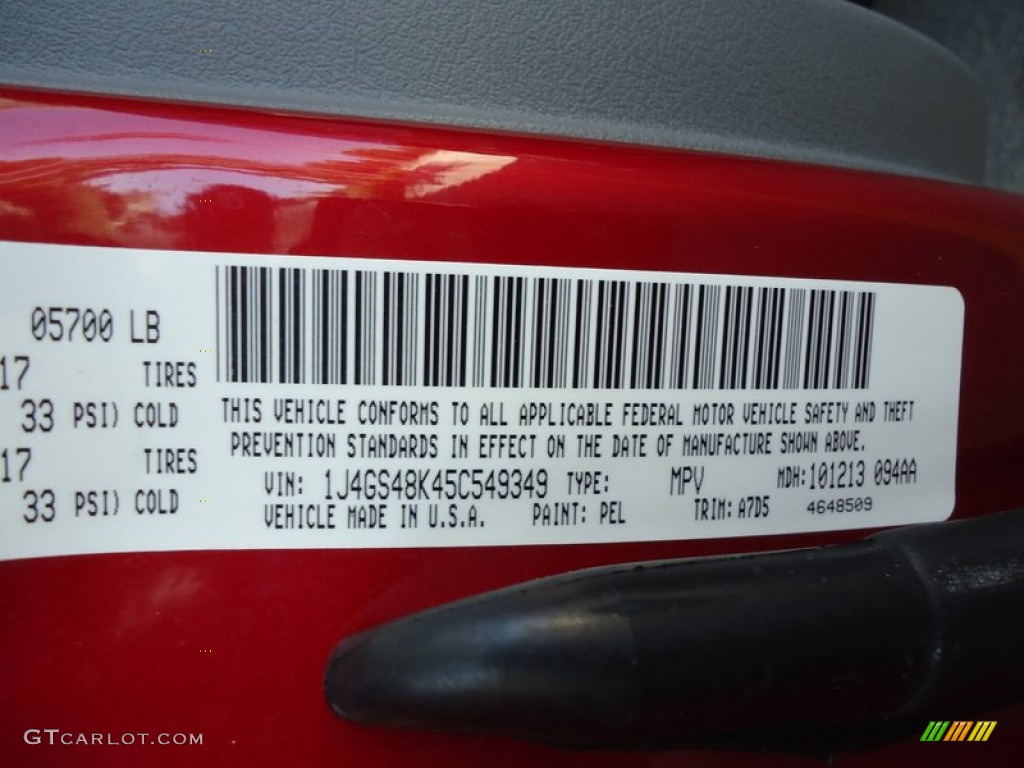 05700 LB
17 TIRES
33 PSI) COLD
17 TIRES
33 PSI) COLD
THIS VEHICLE CONFORMS TO ALL APPLICABLE FEDERAL MOTOR VEHICLE SAFETY AND THEFT
PREVENTION STANDARDS IN EFFECT ON THE DATE OF MANUFACTURE SHOWN ABOVE.
VIN: 1J4GS48K45C549349 TYPE: MPV MDH:101213 094AA
VEHICLE MADE IN U.S.A. PAINT: PEL TRIM: A7D5 4648509
GTCARLOT.COM